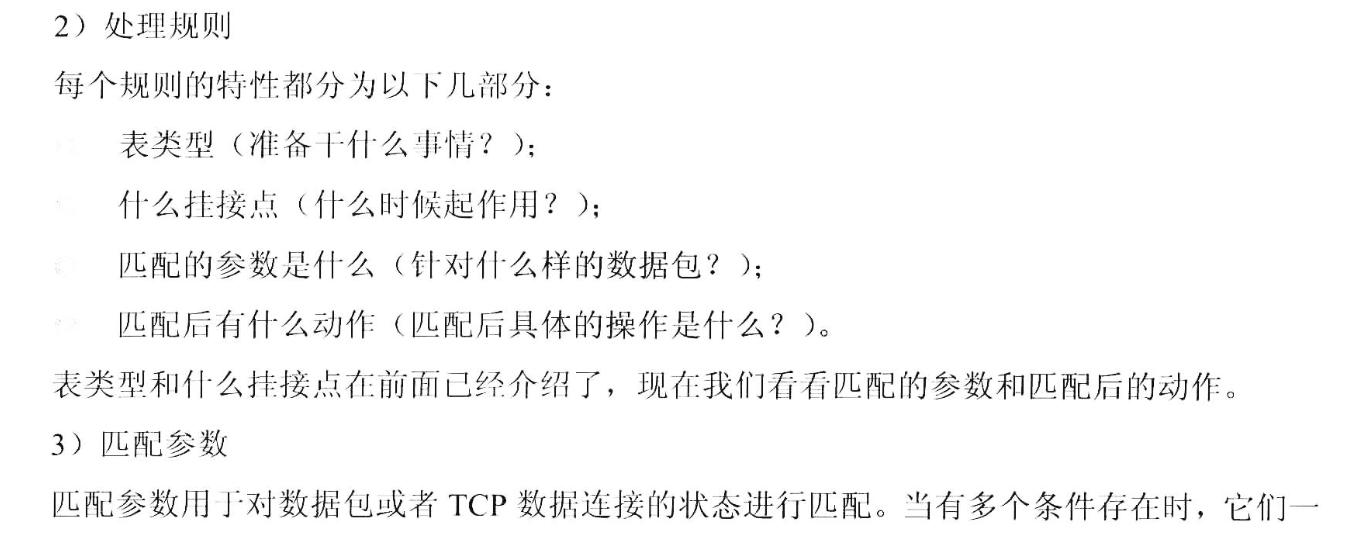 2）处理规则
每个规则的特性都分为以下几部分：
表类型（准备干什么事情？）；
什么挂接点（什么时候起作用？）；
匹配的参数是什么（针对什么样的数据包？）；
匹配后有什么动作（匹配后具体的操作是什么？）。
表类型和什么挂接点在前面已经介绍了，现在我们看看匹配的参数和匹配后的动作。
3）匹配参数
匹配参数用于对数据包或者 TCP 数据连接的状态进行匹配。当有多个条件存在时，它们一